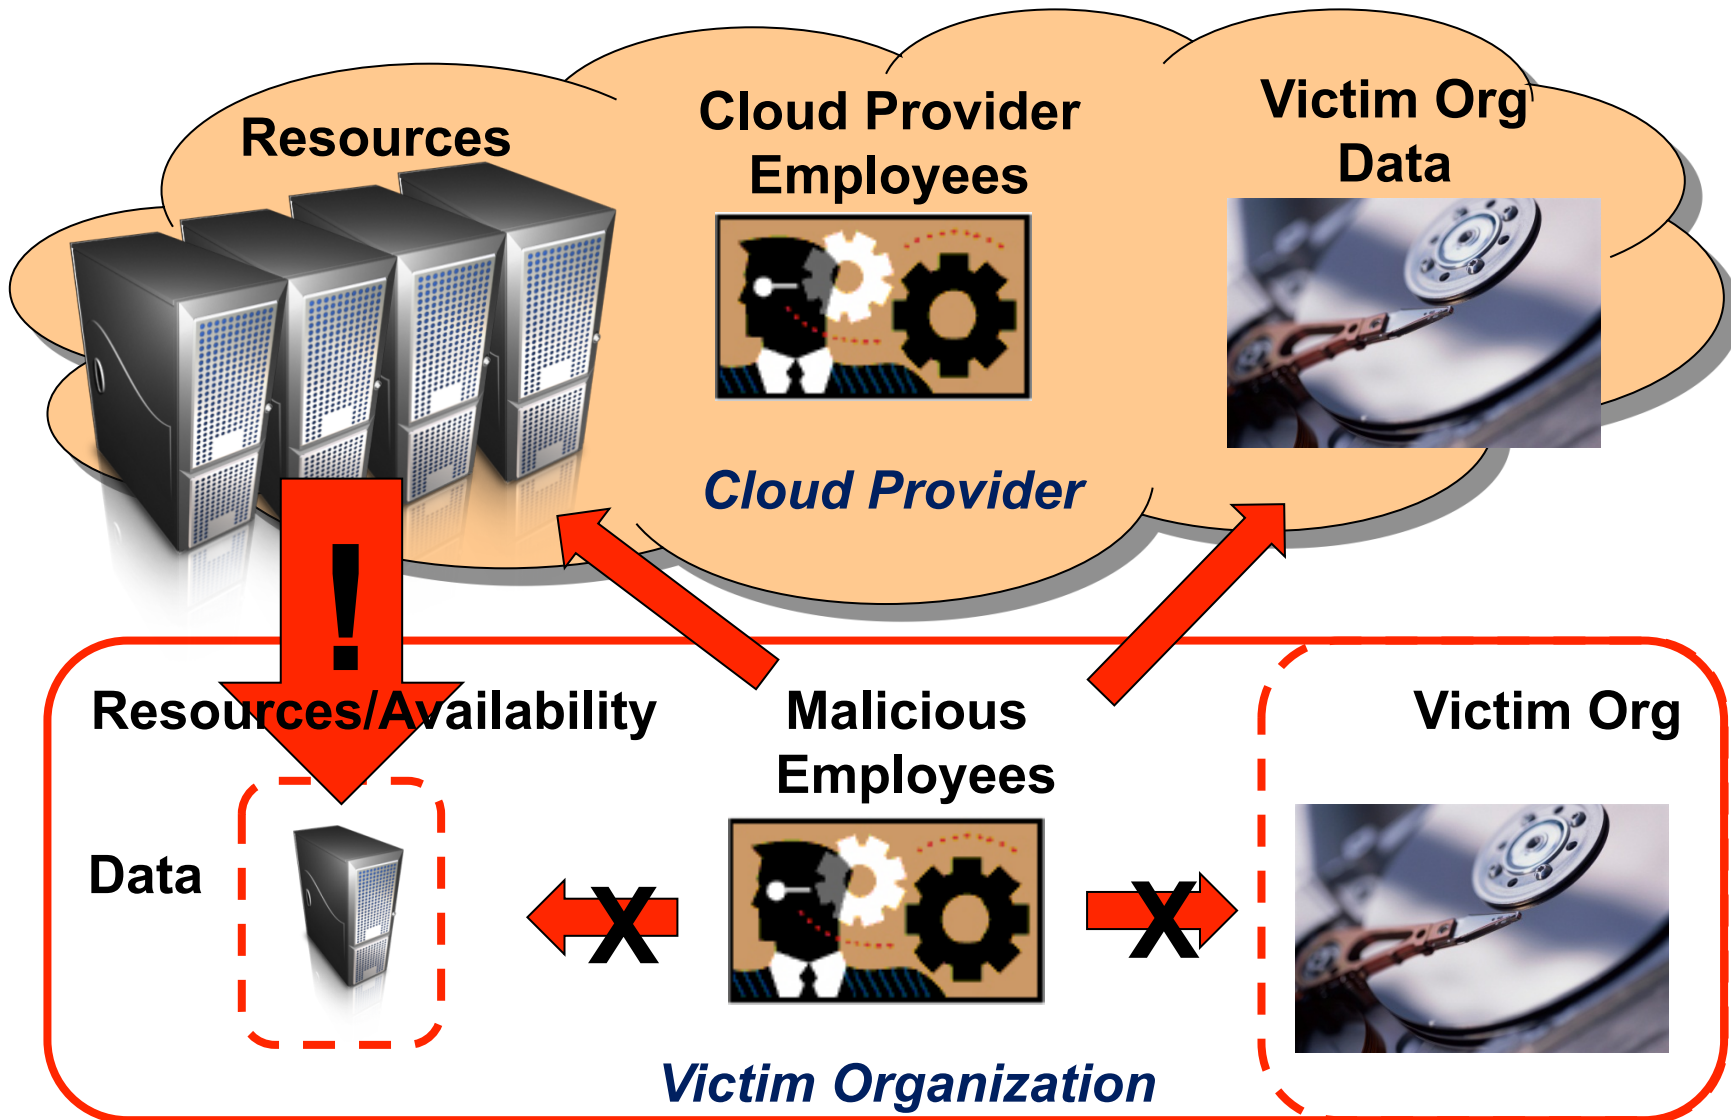 Resources
Cloud Provider
Employees
Victim Org
Data
Cloud Provider
!
Resources/Availability
Malicious
Employees
Victim Org
Data
X
X
Victim Organization